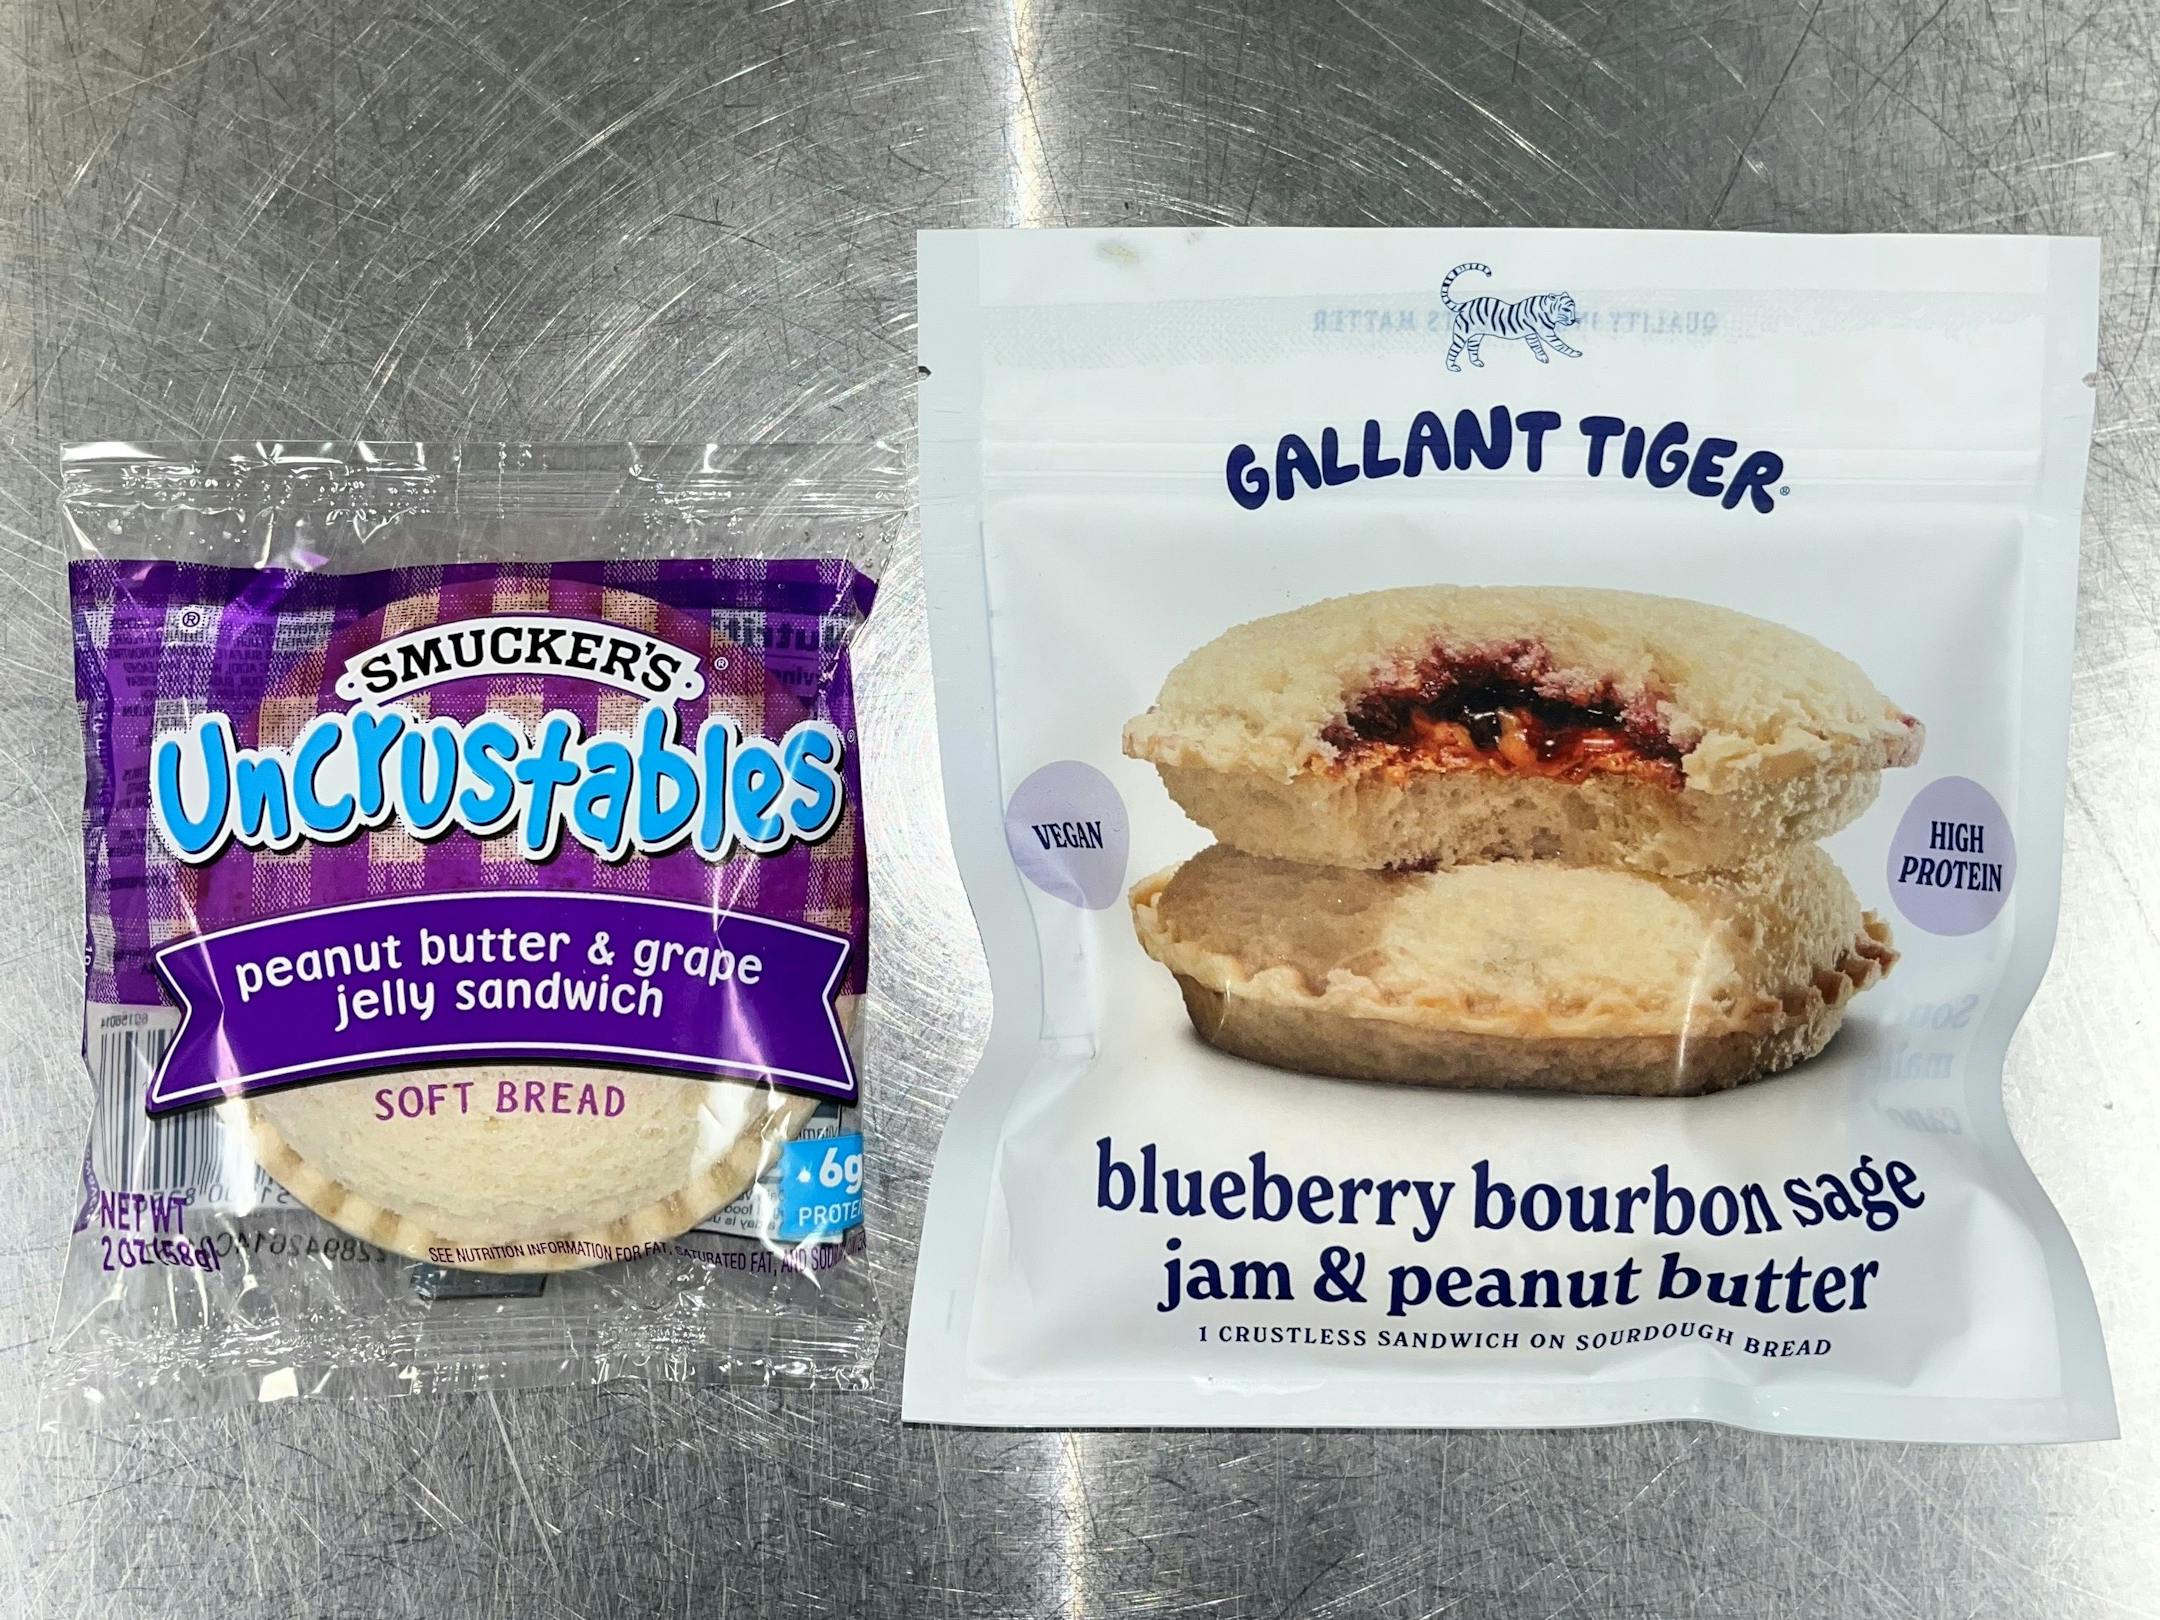 ®
SMUCKER'S®
Uncrustables®
peanut butter & grape
jelly sandwich
SOFT BREAD
6g
NET WT
2 OZ (58g)
SEE NUTRITION INFORMATION FOR FAT, SATURATED FAT, AND
QUALITY MATTER
GALLANT TIGER®
VEGAN
HIGH
PROTEIN
blueberry bourbon sage
jam & peanut butter
1 CRUSTLESS SANDWICH ON SOURDOUGH BREAD